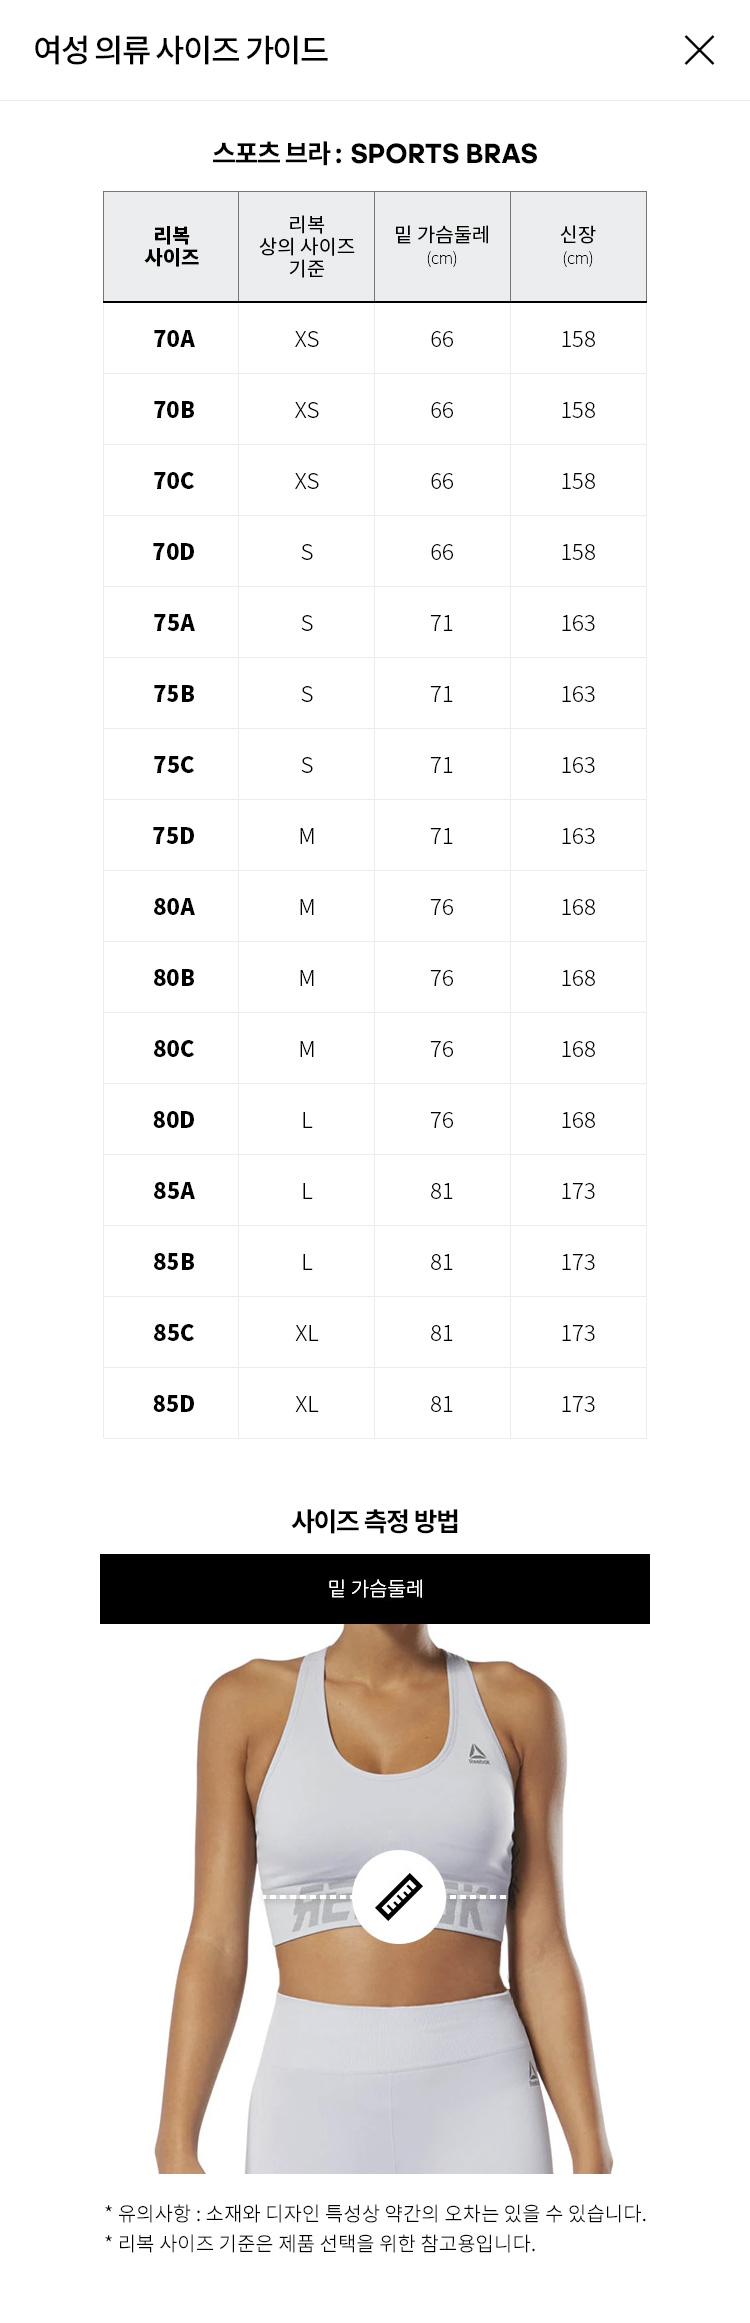 여성 의류 사이즈 가이드
스포츠 브라 : SPORTS BRAS
리복
사이즈
리복
상의 사이즈
기준
밑 가슴둘레
(cm)
신장
(cm)
70A XS 66 158
70B XS 66 158
70C XS 66 158
70D S 66 158
75A S 71 163
75B S 71 163
75C S 71 163
75D M 71 163
80A M 76 168
80B M 76 168
80C M 76 168
80D L 76 168
85A L 81 173
85B L 81 173
85C XL 81 173
85D XL 81 173
사이즈 측정 방법
밑 가슴둘레
Reebok
* 유의사항 : 소재와 디자인 특성상 약간의 오차는 있을 수 있습니다.
* 리복 사이즈 기준은 제품 선택을 위한 참고용입니다.